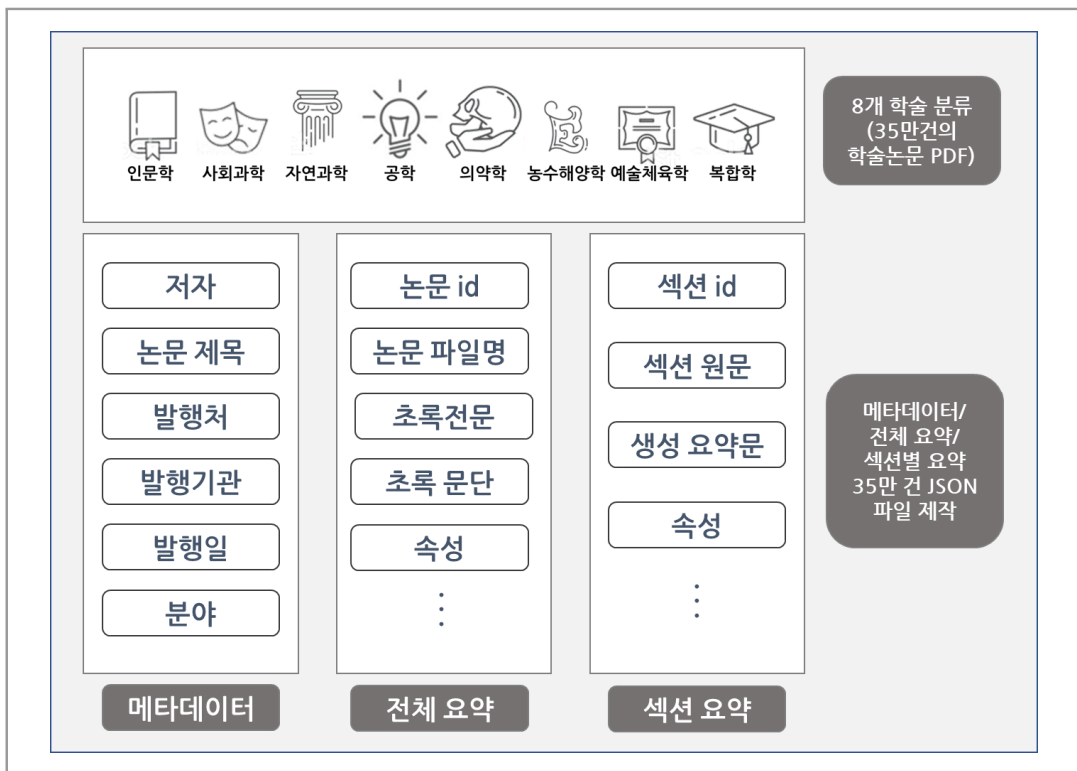 인문학 사회과학 자연과학 공학 의약학 농수해양학 예술체육학 복합학
8개 학술 분류
(35만건의
학술논문 PDF)
저자
논문 제목
발행처
발행기관
발행일
분야
메타데이터
논문 id
논문 파일명
초록전문
초록 문단
속성
⋮
전체 요약
섹션 id
섹션 원문
생성 요약문
속성
⋮
섹션 요약
메타데이터/
전체 요약/
섹션별 요약
35만 건 JSON
파일 제작